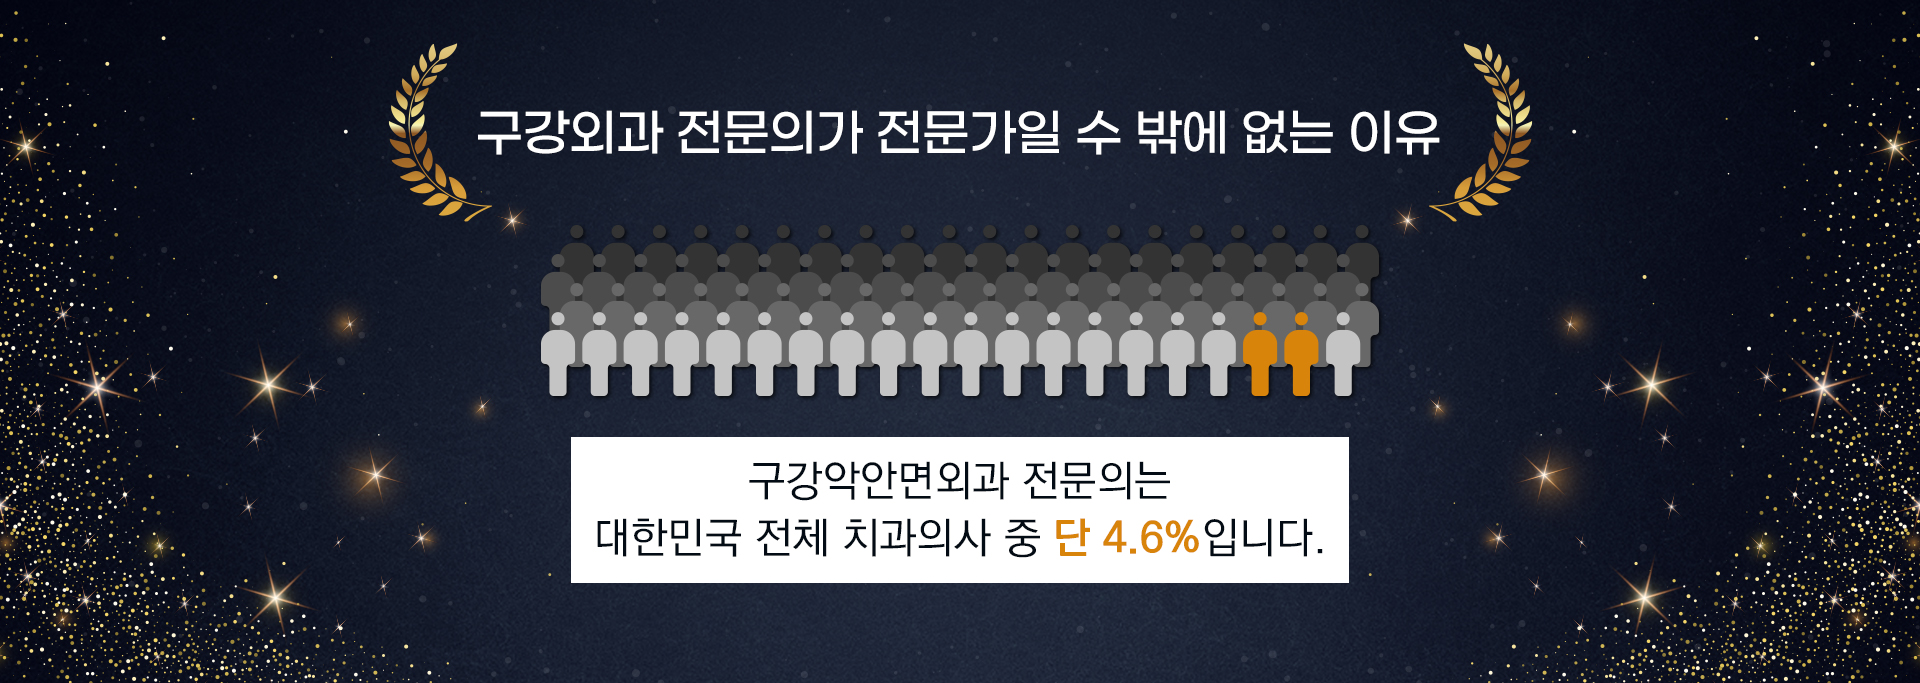 구강외과 전문의가 전문가일 수 밖에 없는 이유
구강악안면외과 전문의는
대한민국 전체 치과의사 중 단 4.6%입니다.